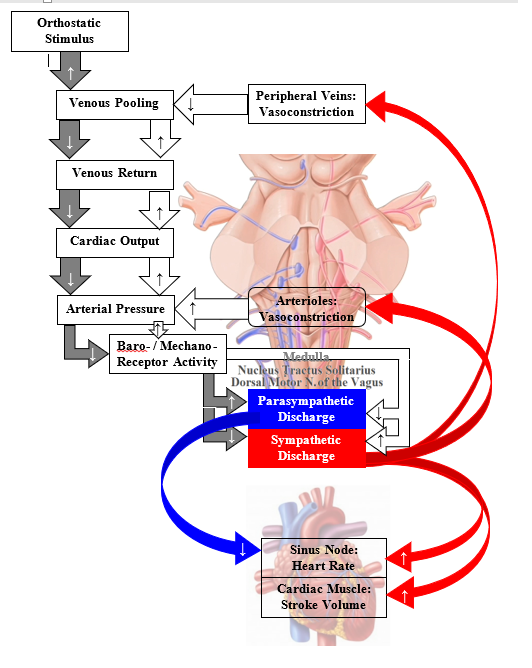 Orthostatic
Stimulus
↑
Venous Pooling
↓
Peripheral Veins:
Vasoconstriction
↓
↑
Venous Return
↓
↑
Cardiac Output
↓
↑
Arterial Pressure
↑
Arterioles:
Vasoconstriction
↑
↓
Baro- / Mechano-
Receptor Activity
Medulla
Nucleus Tractus Solitarius
Dorsal Motor N. of the Vagus
↑
Parasympathetic
Discharge
↓
↓
Sympathetic
Discharge
↑
↓
Sinus Node:
Heart Rate
↑
Cardiac Muscle:
Stroke Volume
↑